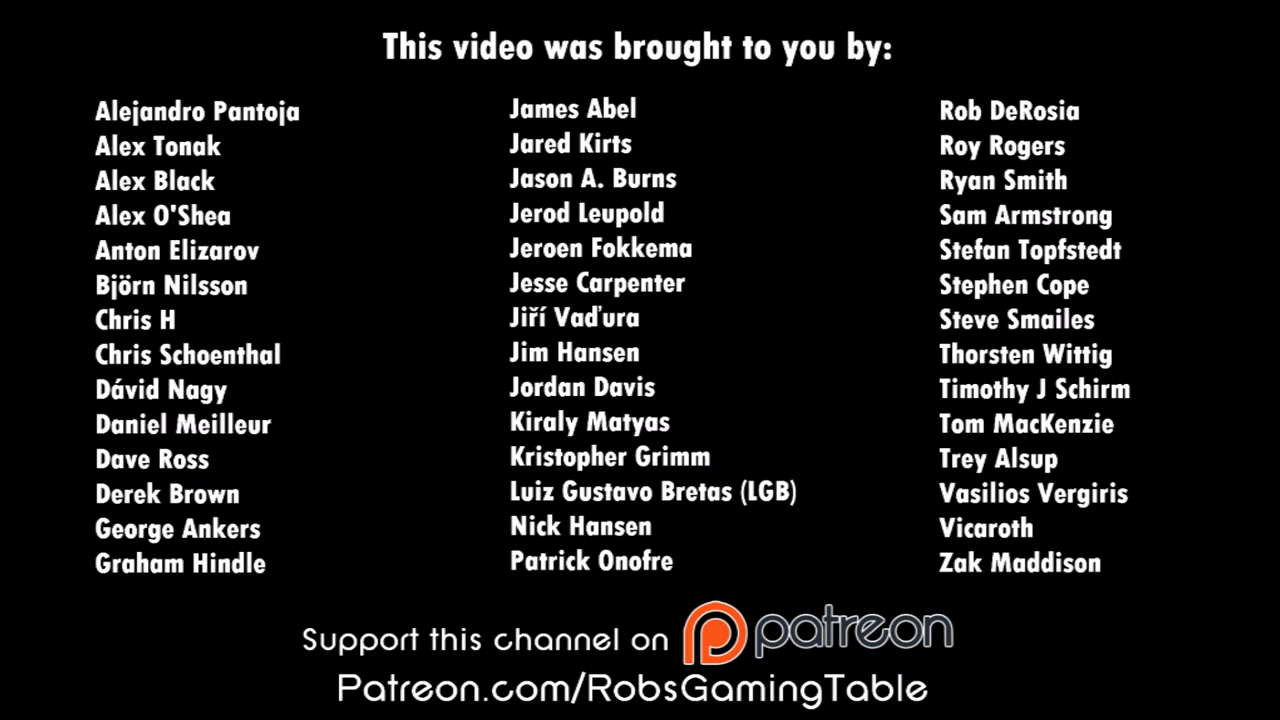 This video was brought to you by:
Alejandro Pantoja
Alex Tonak
Alex Black
Alex O'Shea
Anton Elizarov
Björn Nilsson
Chris H
Chris Schoenthal
Dávid Nagy
Daniel Meilleur
Dave Ross
Derek Brown
George Ankers
Graham Hindle
James Abel
Jared Kirts
Jason A. Burns
Jerod Leupold
Jeroen Fokkema
Jesse Carpenter
Jiří Vaďura
Jim Hansen
Jordan Davis
Kiraly Matyas
Kristopher Grimm
Luiz Gustavo Bretas (LGB)
Nick Hansen
Patrick Onofre
Rob DeRosia
Roy Rogers
Ryan Smith
Sam Armstrong
Stefan Topfstedt
Stephen Cope
Steve Smailes
Thorsten Wittig
Timothy J Schirm
Tom MacKenzie
Trey Alsup
Vasilios Vergiris
Vicaroth
Zak Maddison
Support this channel on patreon
Patreon.com/RobsGamingTable